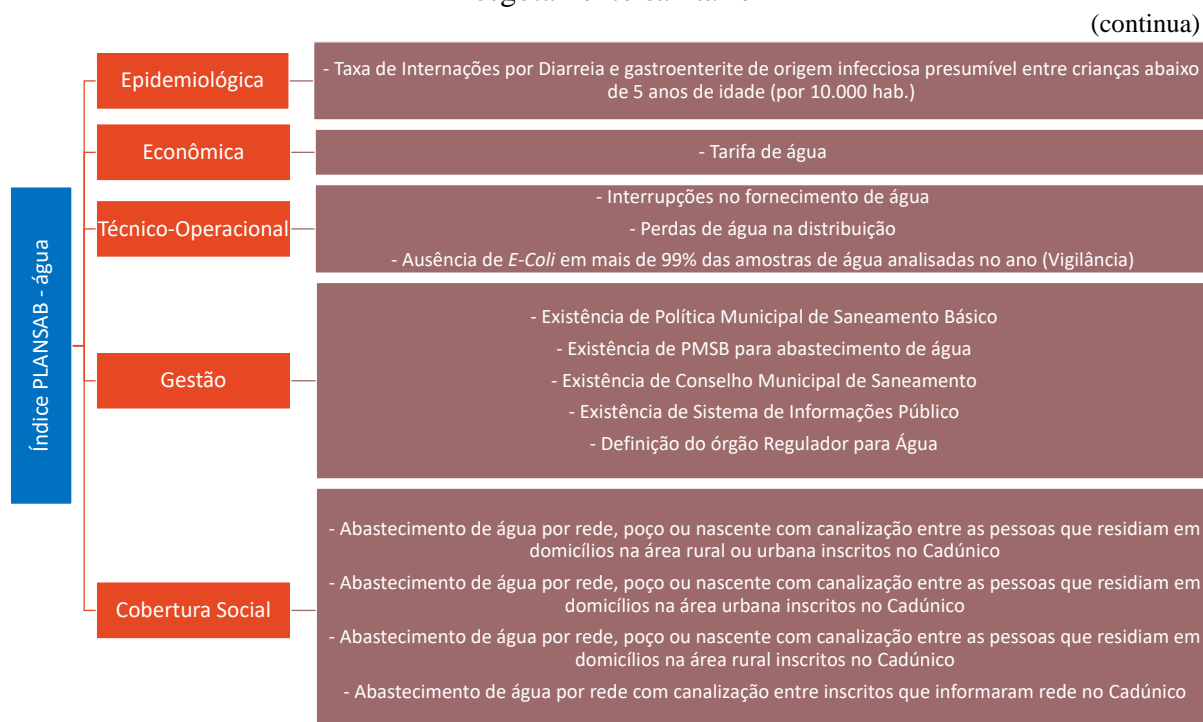 (continua)
Epidemiológica
- Taxa de Internações por Diarreia e gastroenterite de origem infecciosa presumível entre crianças abaixo
de 5 anos de idade (por 10.000 hab.)
Econômica
- Tarifa de água
Técnico-Operacional
- Interrupções no fornecimento de água
- Perdas de água na distribuição
- Ausência de E-Coli em mais de 99% das amostras de água analisadas no ano (Vigilância)
Índice PLANSAB - água
Gestão
- Existência de Política Municipal de Saneamento Básico
- Existência de PMSB para abastecimento de água
- Existência de Conselho Municipal de Saneamento
- Existência de Sistema de Informações Público
- Definição do órgão Regulador para Água
Cobertura Social
- Abastecimento de água por rede, poço ou nascente com canalização entre as pessoas que residiam em
domicílios na área rural ou urbana inscritos no Cadúnico
- Abastecimento de água por rede, poço ou nascente com canalização entre as pessoas que residiam em
domicílios na área urbana inscritos no Cadúnico
- Abastecimento de água por rede, poço ou nascente com canalização entre as pessoas que residiam em
domicílios na área rural inscritos no Cadúnico
- Abastecimento de água por rede com canalização entre inscritos que informaram rede no Cadúnico